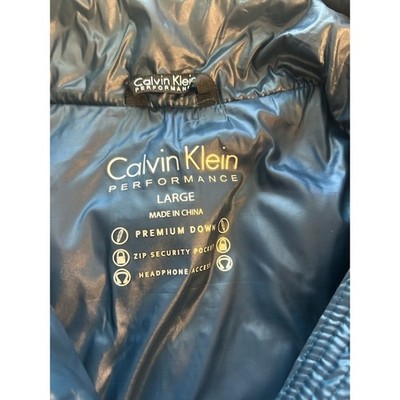 Calvin Klein
PERFORMANCE
Calvin Klein
PERFORMANCE
LARGE
MADE IN CHINA
PREMIUM DOWN
ZIP SECURITY POCKET
HEADPHONE ACCESS